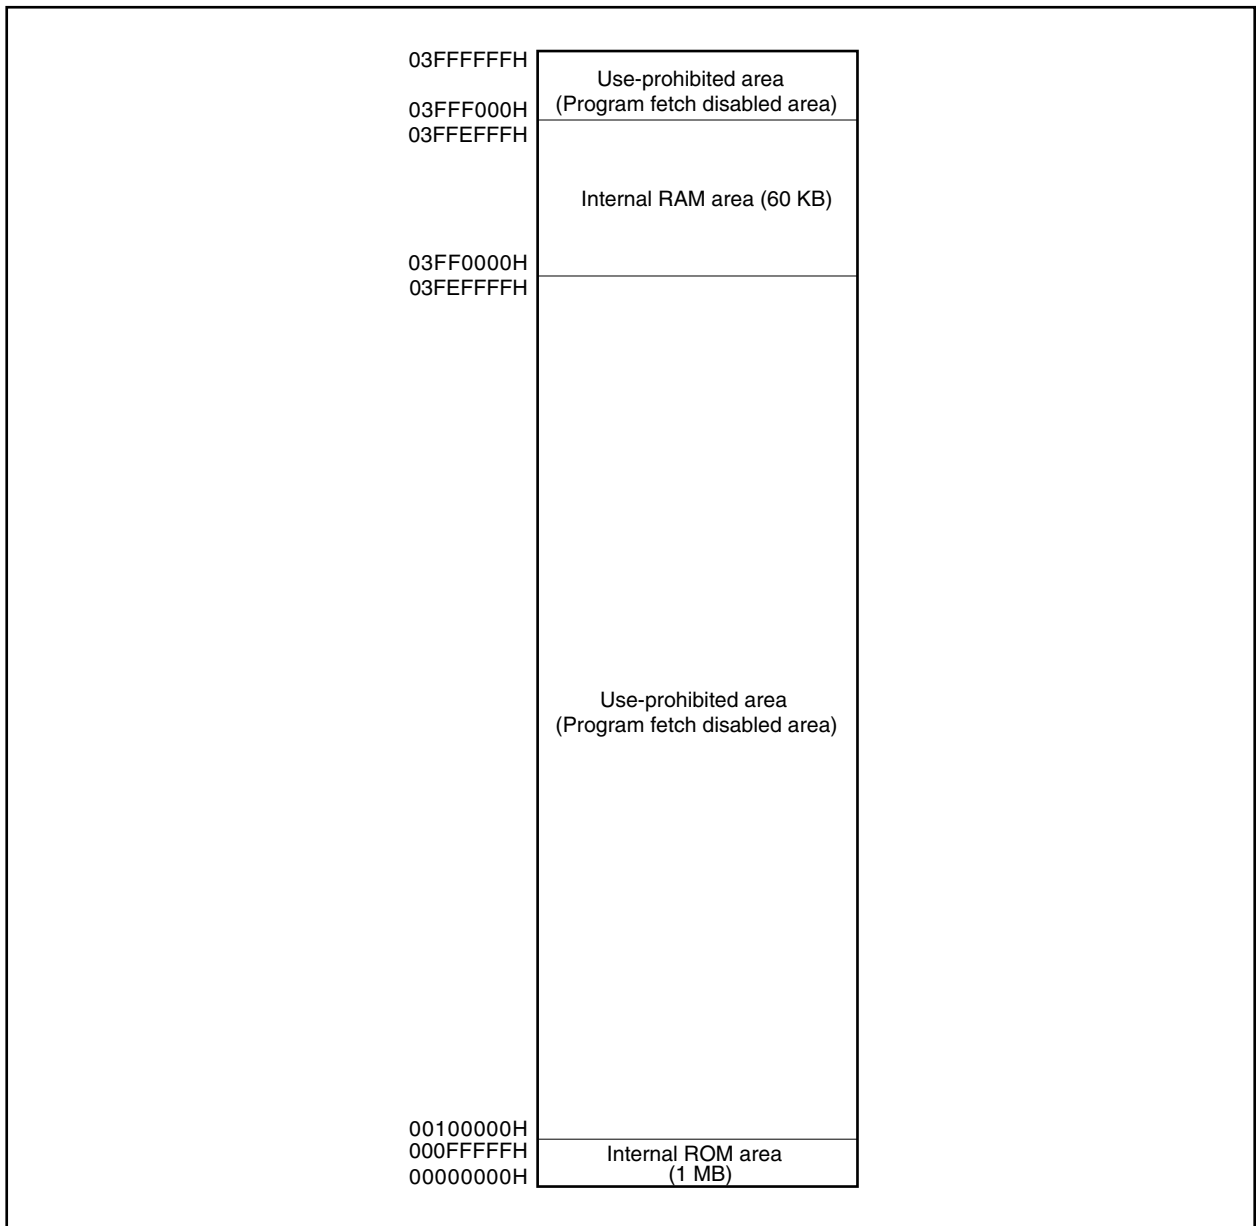 03FFFFFFH
Use-prohibited area
(Program fetch disabled area)
03FFF000H
03FFEFFFH
Internal RAM area (60 KB)
03FF0000H
03FEFFFFH
Use-prohibited area
(Program fetch disabled area)
00100000H
000FFFFFH
Internal ROM area
(1 MB)
00000000H